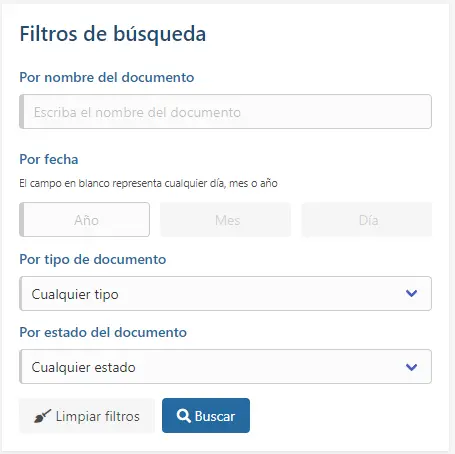 Filtros de búsqueda
Por nombre del documento
Escriba el nombre del documento
Por fecha
El campo en blanco representa cualquier día, mes o año
Año Mes Día
Por tipo de documento
Cualquier tipo
Por estado del documento
Cualquier estado
Limpiar filtros Buscar